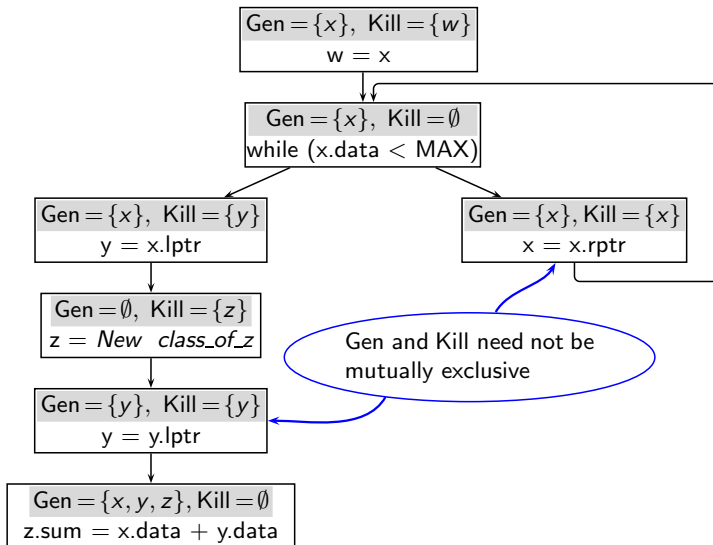 Gen = {x}, Kill = {w}
w = x
Gen = {x}, Kill = ∅
while (x.data < MAX)
Gen = {x}, Kill = {y}
y = x.lptr
Gen = {x}, Kill = {x}
x = x.rptr
Gen = ∅, Kill = {z}
z = New class_of_z
Gen and Kill need not be
mutually exclusive
Gen = {y}, Kill = {y}
y = y.lptr
Gen = {x, y, z}, Kill = ∅
z.sum = x.data + y.data